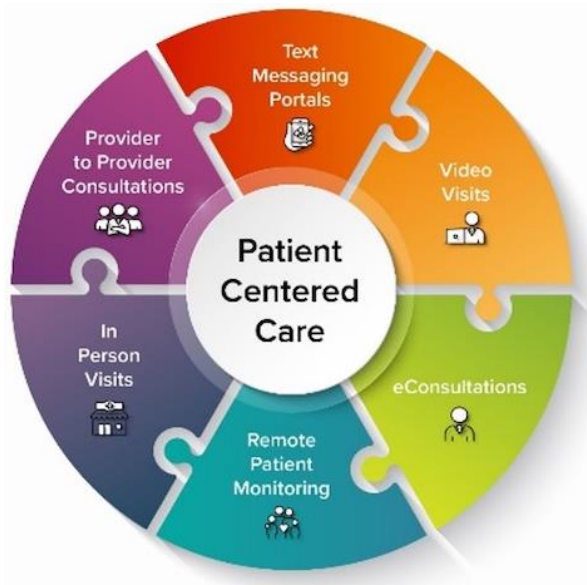 Text
Messaging
Portals
Video
Visits
eConsultations
Remote
Patient
Monitoring
In
Person
Visits
Provider
to Provider
Consultations
Patient
Centered
Care